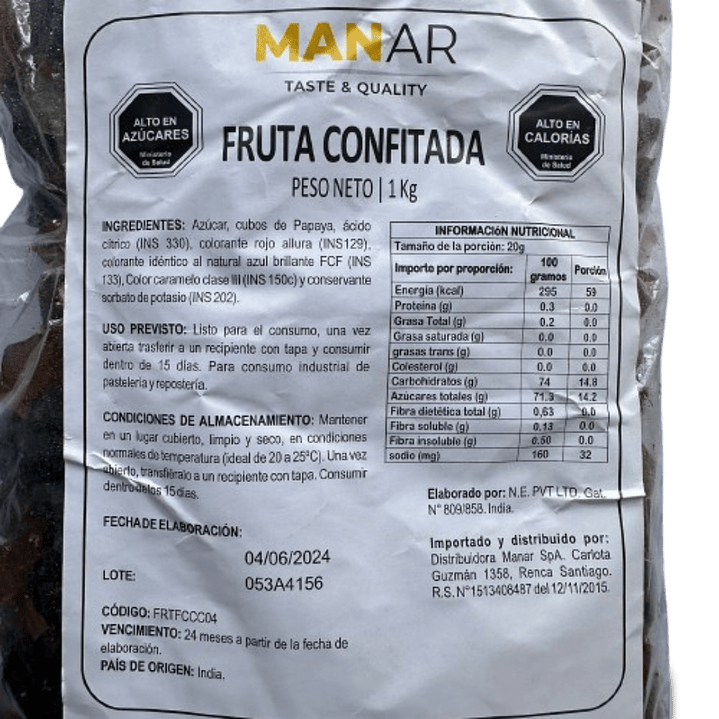 MANAR
TASTE & QUALITY
ALTO EN
AZÚCARES
Ministerio
de Salud
ALTO EN
CALORÍAS
Ministerio
de Salud
FRUTA CONFITADA
PESO NETO | 1 Kg
INGREDIENTES: Azúcar, cubos de Papaya, ácido
cítrico (INS 330), colorante rojo allura (INS129),
colorante idéntico al natural azul brillante FCF (INS
133), Color caramelo clase III (INS 150c) y conservante
sorbato de potasio (INS 202).
USO PREVISTO: Listo para el consumo, una vez
abierta trasferir a un recipiente con tapa y consumir
dentro de 15 días. Para consumo industrial de
pastelería y repostería.
CONDICIONES DE ALMACENAMIENTO: Mantener
en un lugar cubierto, limpio y seco, en condiciones
normales de temperatura (ideal de 20 a 25°C). Una vez
abierto, transfiéralo a un recipiente con tapa. Consumir
dentro de los 15 días.
FECHA DE ELABORACIÓN:
04/06/2024
LOTE: 053A4156
CÓDIGO: FRTFCCC04
VENCIMIENTO: 24 meses a partir de la fecha de
elaboración.
PAÍS DE ORIGEN: India.
INFORMACIÓN NUTRICIONAL
Tamaño de la porción: 20g
Importe por porción: 100 gramos Porción
Energía (kcal) 295 59
Proteína (g) 0.3 0.0
Grasa Total (g) 0.2 0.0
Grasa saturada (g) 0.0 0.0
grasas trans (g) 0.0 0.0
Colesterol (g) 0.0 0.0
Carbohidratos (g) 74 14.8
Azúcares totales (g) 71.3 14.2
Fibra dietética total (g) 0,63 0.0
Fibra soluble (g) 0,13 0.0
Fibra insoluble (g) 0.50 0.0
sodio (mg) 160 32
Elaborado por: N.E. PVT LTD. Gat.
N° 809/858. India.
Importado y distribuido por:
Distribuidora Manar SpA. Carlota
Guzmán 1358, Renca Santiago.
R.S. N°1513406487 del 12/11/2015.